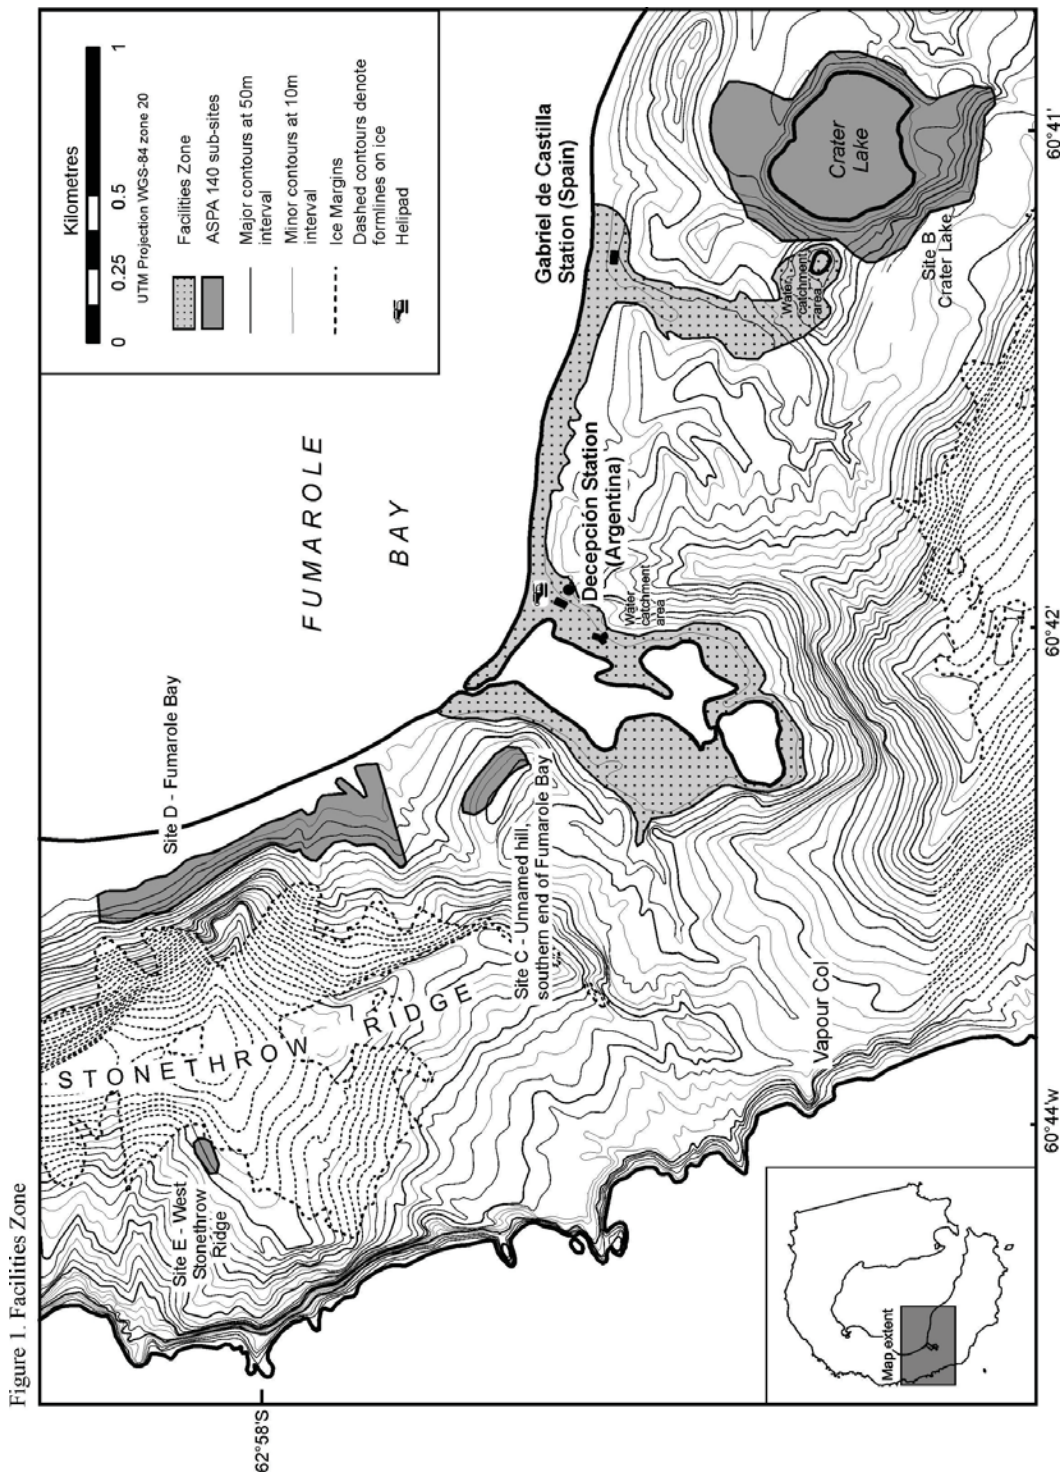 Figure 1. Facilities Zone
Kilometres
0
0.25
0.5
1
UTM Projection WGS-84 zone 20
Facilities Zone
ASPA 140 sub-sites
Major contours at 50m
interval
Minor contours at 10m
interval
Ice Margins
Dashed contours denote
formlines on ice
Helipad
FUMAROLE
BAY
Site D - Fumarole Bay
STONETHROW RIDGE
Site E - West
Stonethrow
Ridge
Site C - Unnamed hill,
southern end of Fumarole Bay
Decepción Station
(Argentina)
Water
catchment
area
Gabriel de Castilla
Station (Spain)
Water
catchment
area
Crater
Lake
Site B
Crater Lake
Vapour Col
Map extent
62°58'S
60°44'W
60°42'
60°41'